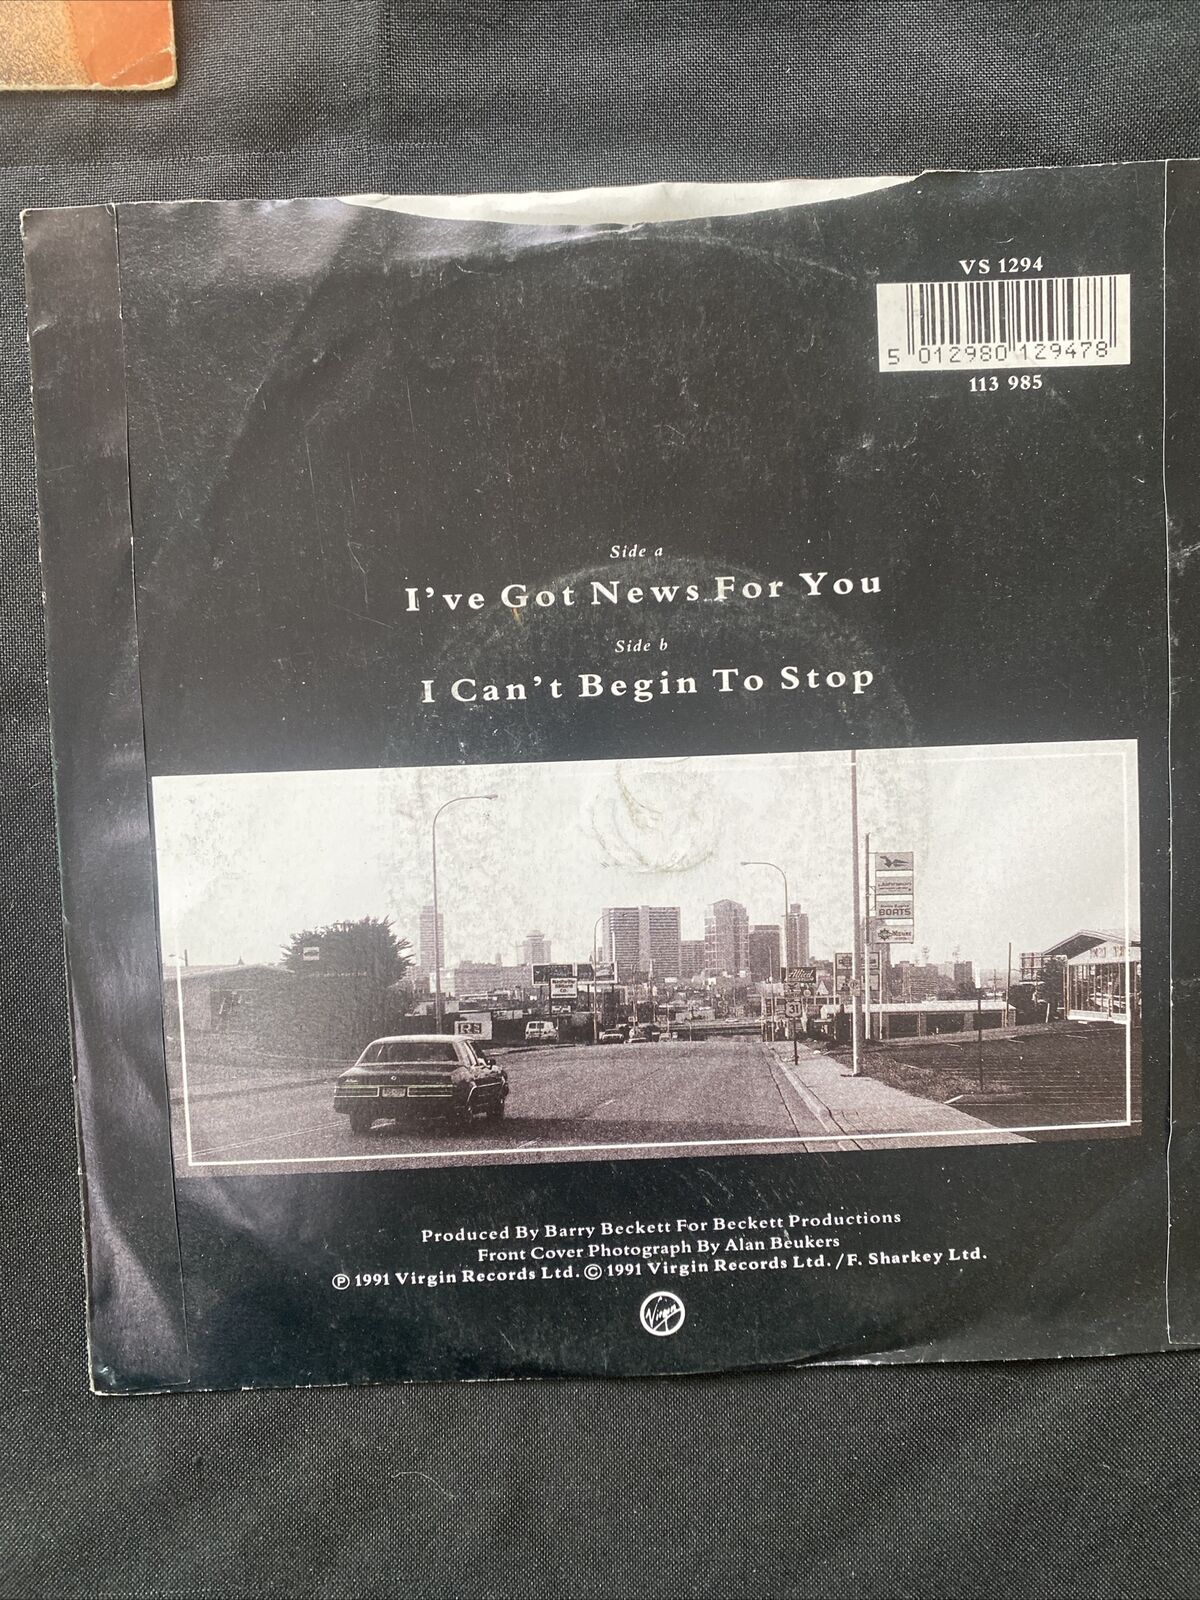 VS 1294
5 012980 129478
113 985
Side a
I've Got News For You
Side b
I Can't Begin To Stop
BOATS
Allied
31
Produced By Barry Beckett For Beckett Productions
Front Cover Photograph By Alan Beukers
℗ 1991 Virgin Records Ltd. © 1991 Virgin Records Ltd. / F. Sharkey Ltd.
Virgin